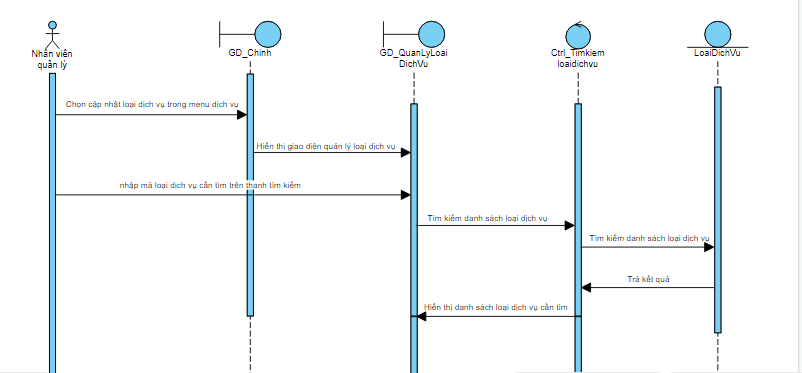 Nhân viên
quản lý
GD_Chính
GD_QuanLyLoai
DichVu
Ctrl_Timkiem
loaidichvu
LoaiDichVu
Chọn cập nhật loại dịch vụ trong menu dịch vụ
Hiển thị giao diện quản lý loại dịch vụ
nhập mã loại dịch vụ cần tìm trên thanh tìm kiếm
Tìm kiếm danh sách loại dịch vụ
Tìm kiếm danh sách loại dịch vụ
Trả kết quả
Hiển thị danh sách loại dịch vụ cần tìm